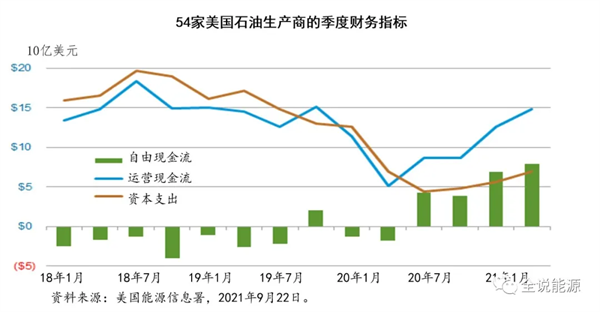 54家美国石油生产商的季度财务指标
10亿美元
$20
$15
$10
$5
$0
($5)
自由现金流
运营现金流
资本支出
18年1月 18年7月 19年1月 19年7月 20年1月 20年7月 21年1月
资料来源：美国能源信息署，2021年9月22日。
全说能源